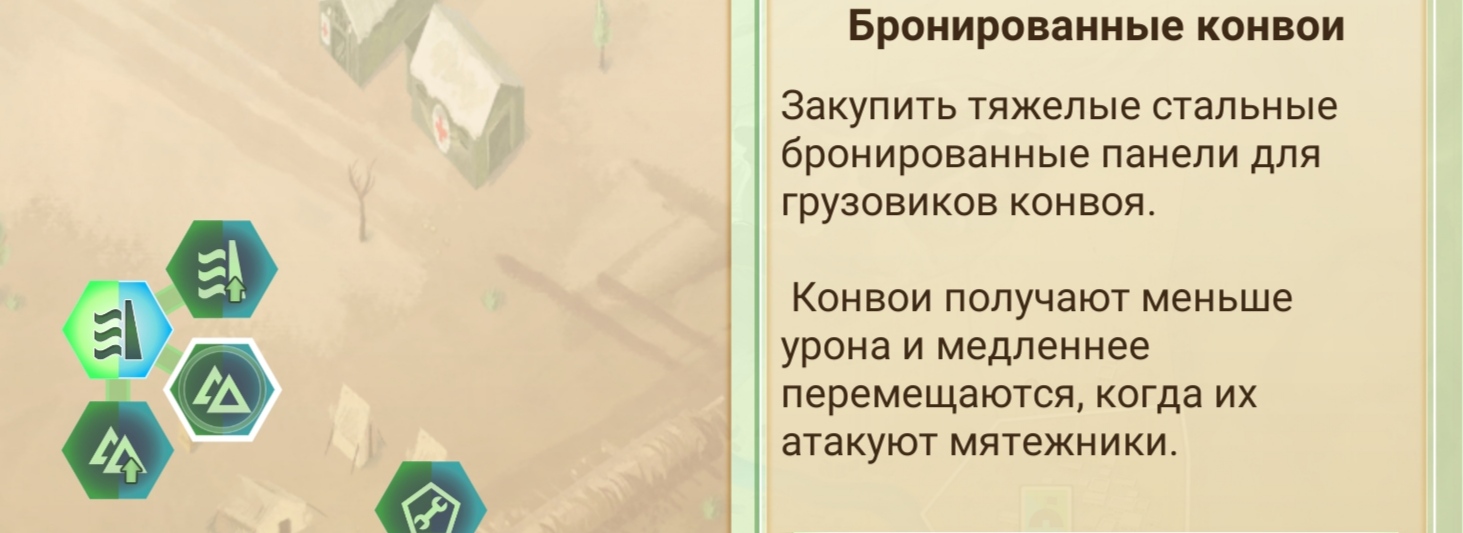 Бронированные конвои
Закупить тяжелые стальные
бронированные панели для
грузовиков конвоя.
Конвои получают меньше
урона и медленнее
перемещаются, когда их
атакуют мятежники.